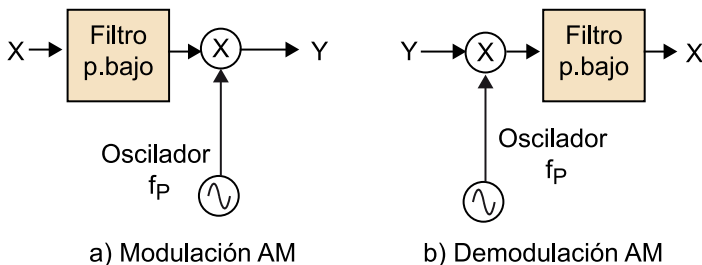 X
Filtro
p.bajo
X
Y
Oscilador
fP
a) Modulación AM
Y
X
Filtro
p.bajo
X
Oscilador
fP
b) Demodulación AM